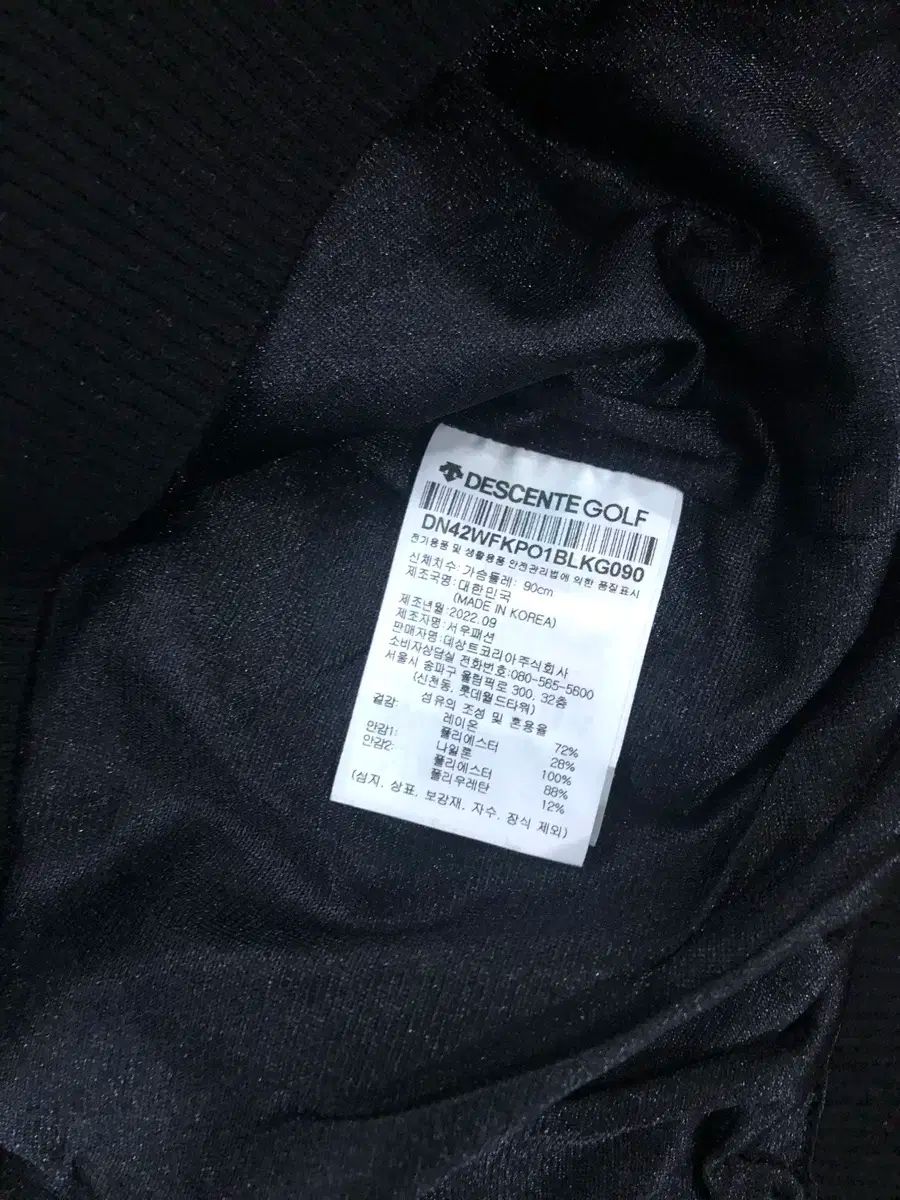 DESCENTE GOLF
DN42WFKPO1BLKG090
전기용품 및 생활용품 안전관리법에 의한 품질표시
신체치수: 가슴둘레: 90cm
제조국명: 대한민국
(MADE IN KOREA)
제조년월: 2022.09
제조자명: 서우패션
판매자명: 데상트코리아주식회사
소비자상담실 전화번호: 080-565-5600
서울시 송파구 올림픽로 300, 32층
(신천동, 롯데월드타워)
섬유의 조성 및 혼용율
겉감: 레이온 72%
폴리에스터 28%
안감1: 나일론 100%
안감2: 폴리에스터 88%
폴리우레탄 12%
(심지, 상표, 보강재, 자수, 장식 제외)